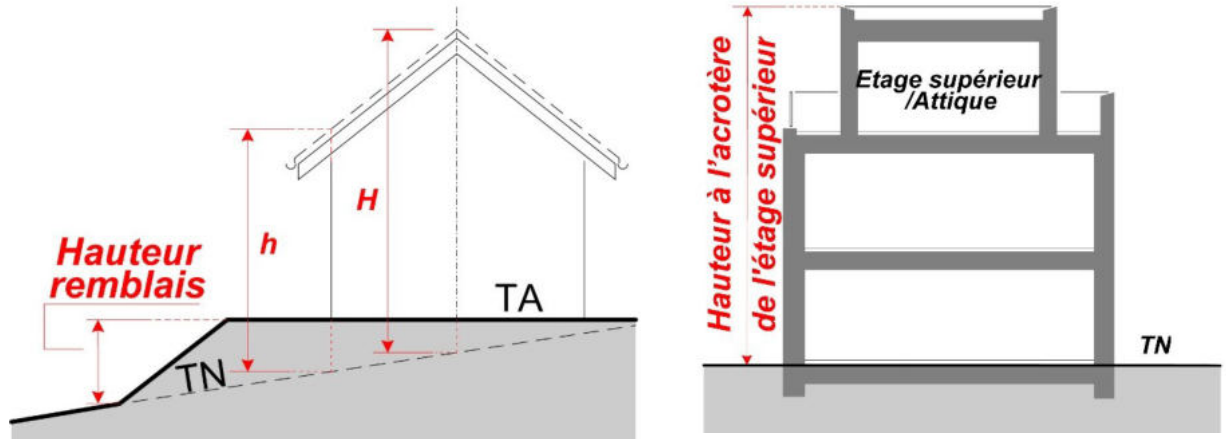 Hauteur
remblais
h
H
TA
TN
Hauteur à l'acrotère
de l'étage supérieur
Etage supérieur
/Attique
TN